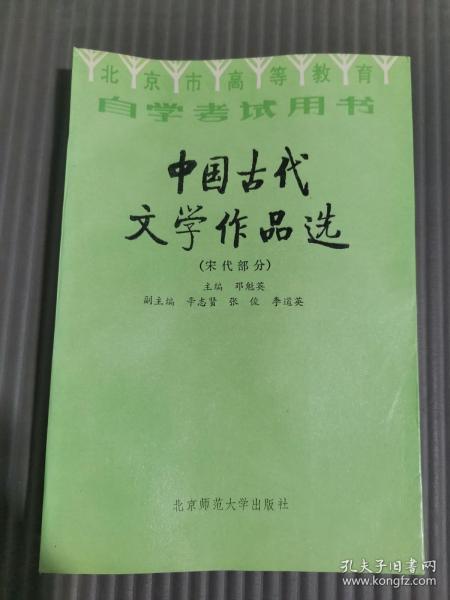 北京市高等教育
自学考试用书
中国古代
文学作品选
(宋代部分)
主编 邓魁英
副主编 辛志贤 张俊 李道英
北京师范大学出版社
孔夫子旧书网
www.kongfz.com